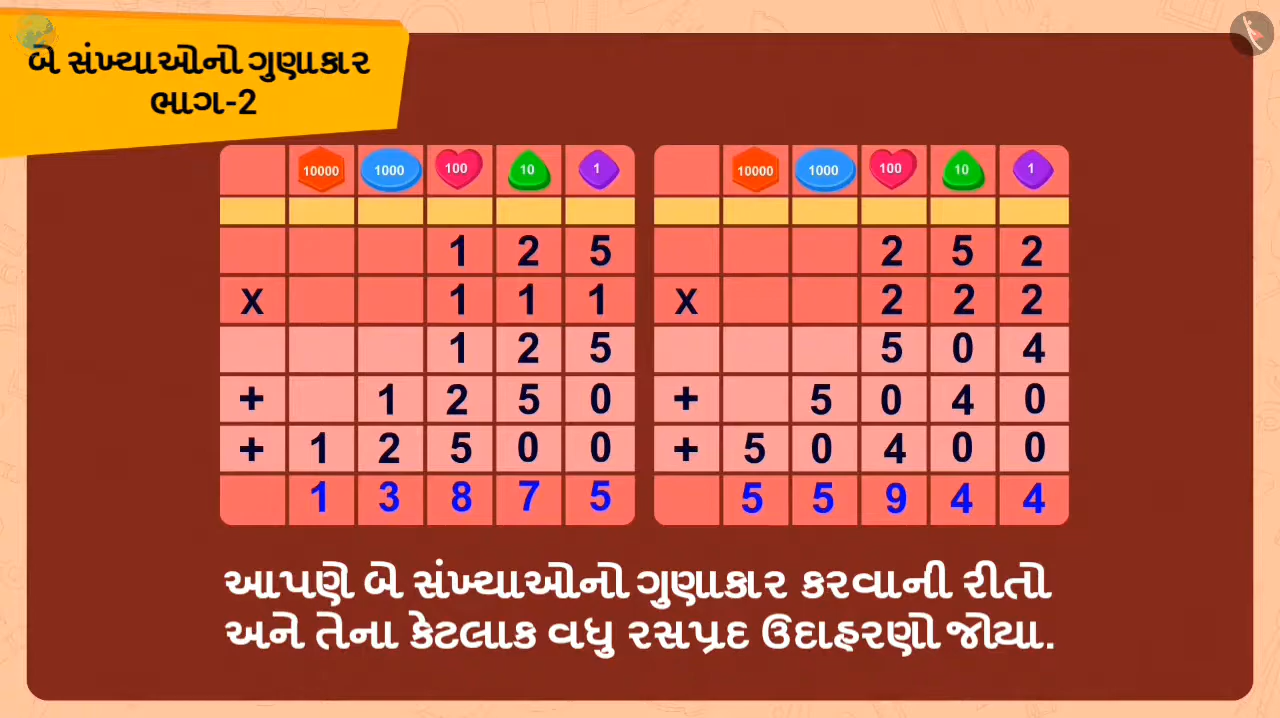 બે સંખ્યાઓનો ગુણાકાર
ભાગ-2
10000 1000 100 10 1
1 2 5
X 1 1 1
1 2 5
+ 1 2 5 0
+ 1 2 5 0 0
1 3 8 7 5
10000 1000 100 10 1
2 5 2
X 2 2 2
5 0 4
+ 5 0 4 0
+ 5 0 4 0 0
5 5 9 4 4
આપણે બે સંખ્યાઓનો ગુણાકાર કરવાની રીતો
અને તેના કેટલાક વધુ રસપ્રદ ઉદાહરણો જોયા.